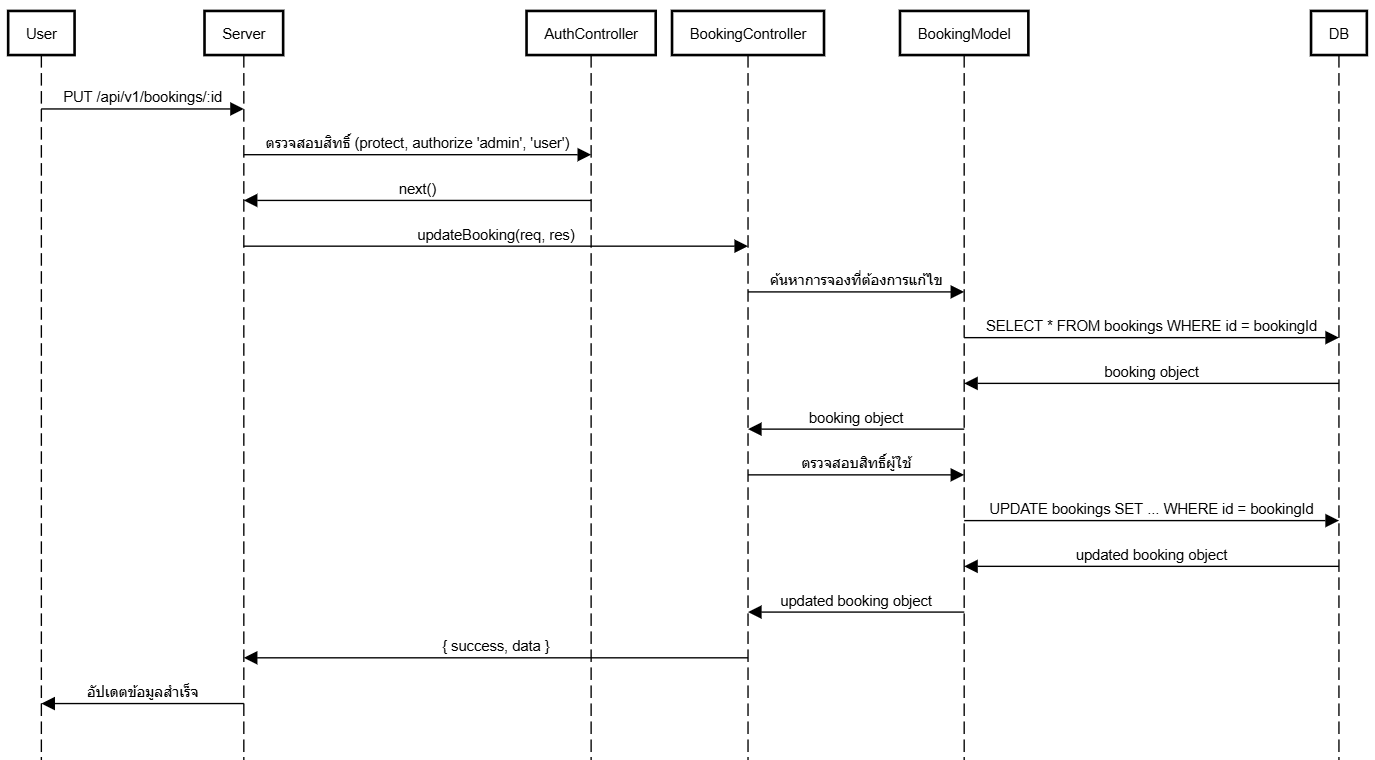 User
Server
AuthController
BookingController
BookingModel
DB
PUT /api/v1/bookings/:id
ตรวจสอบสิทธิ์ (protect, authorize 'admin', 'user')
next()
updateBooking(req, res)
ค้นหาการจองที่ต้องการแก้ไข
SELECT * FROM bookings WHERE id = bookingId
booking object
booking object
ตรวจสอบสิทธิ์ผู้ใช้
UPDATE bookings SET ... WHERE id = bookingId
updated booking object
updated booking object
{ success, data }
อัปเดตข้อมูลสำเร็จ